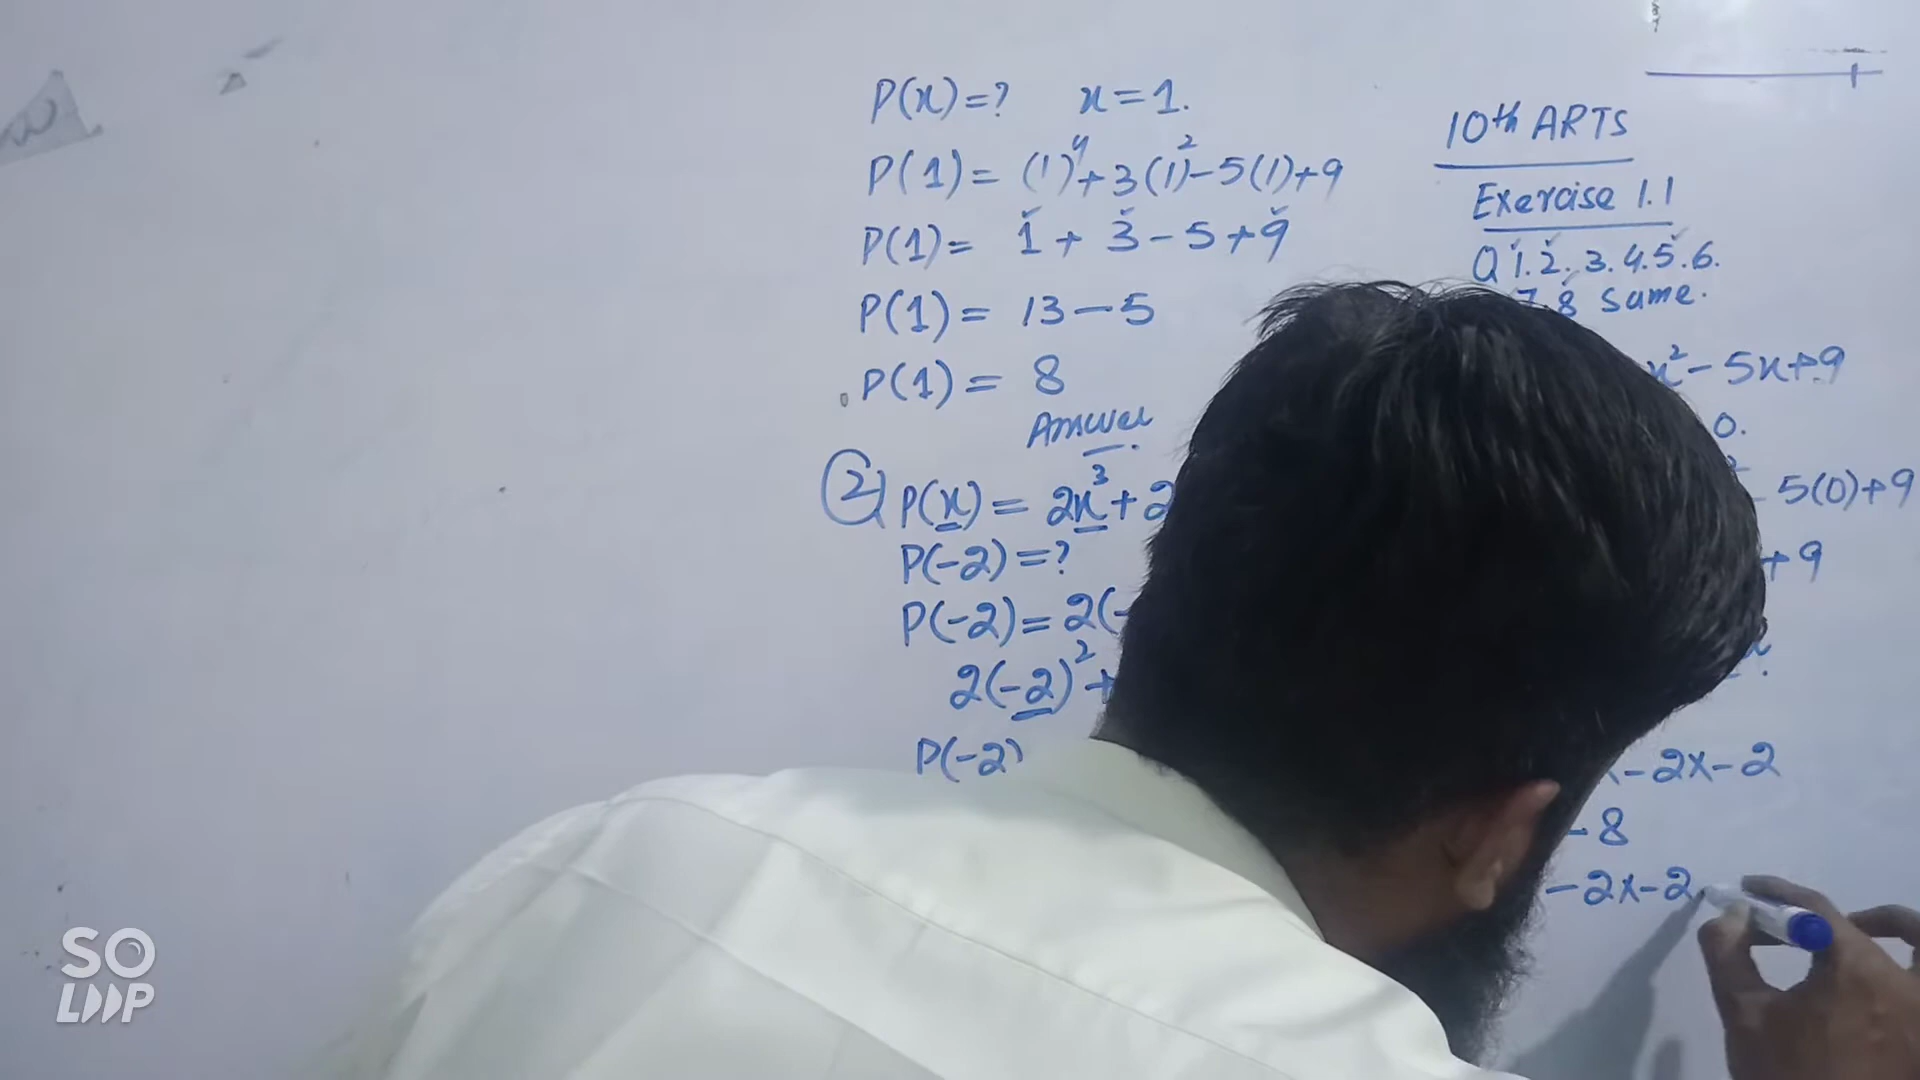 P(x)=? x=1.
P(1)= (1)⁴+3(1)²-5(1)+9
P(1)= 1+3-5+9
P(1)= 13-5
P(1)= 8
Answer
② P(x)=2x³+2
P(-2)=?
P(-2)=2(-
2(-2)²+
P(-2)
10th ARTS
Exercise 1.1
Q 1.2.3.4.5.6.
7.8 same.
x²-5x+9
0.
5(0)+9
+9
-2x-2
-8
-2x-2
SO
LOOP